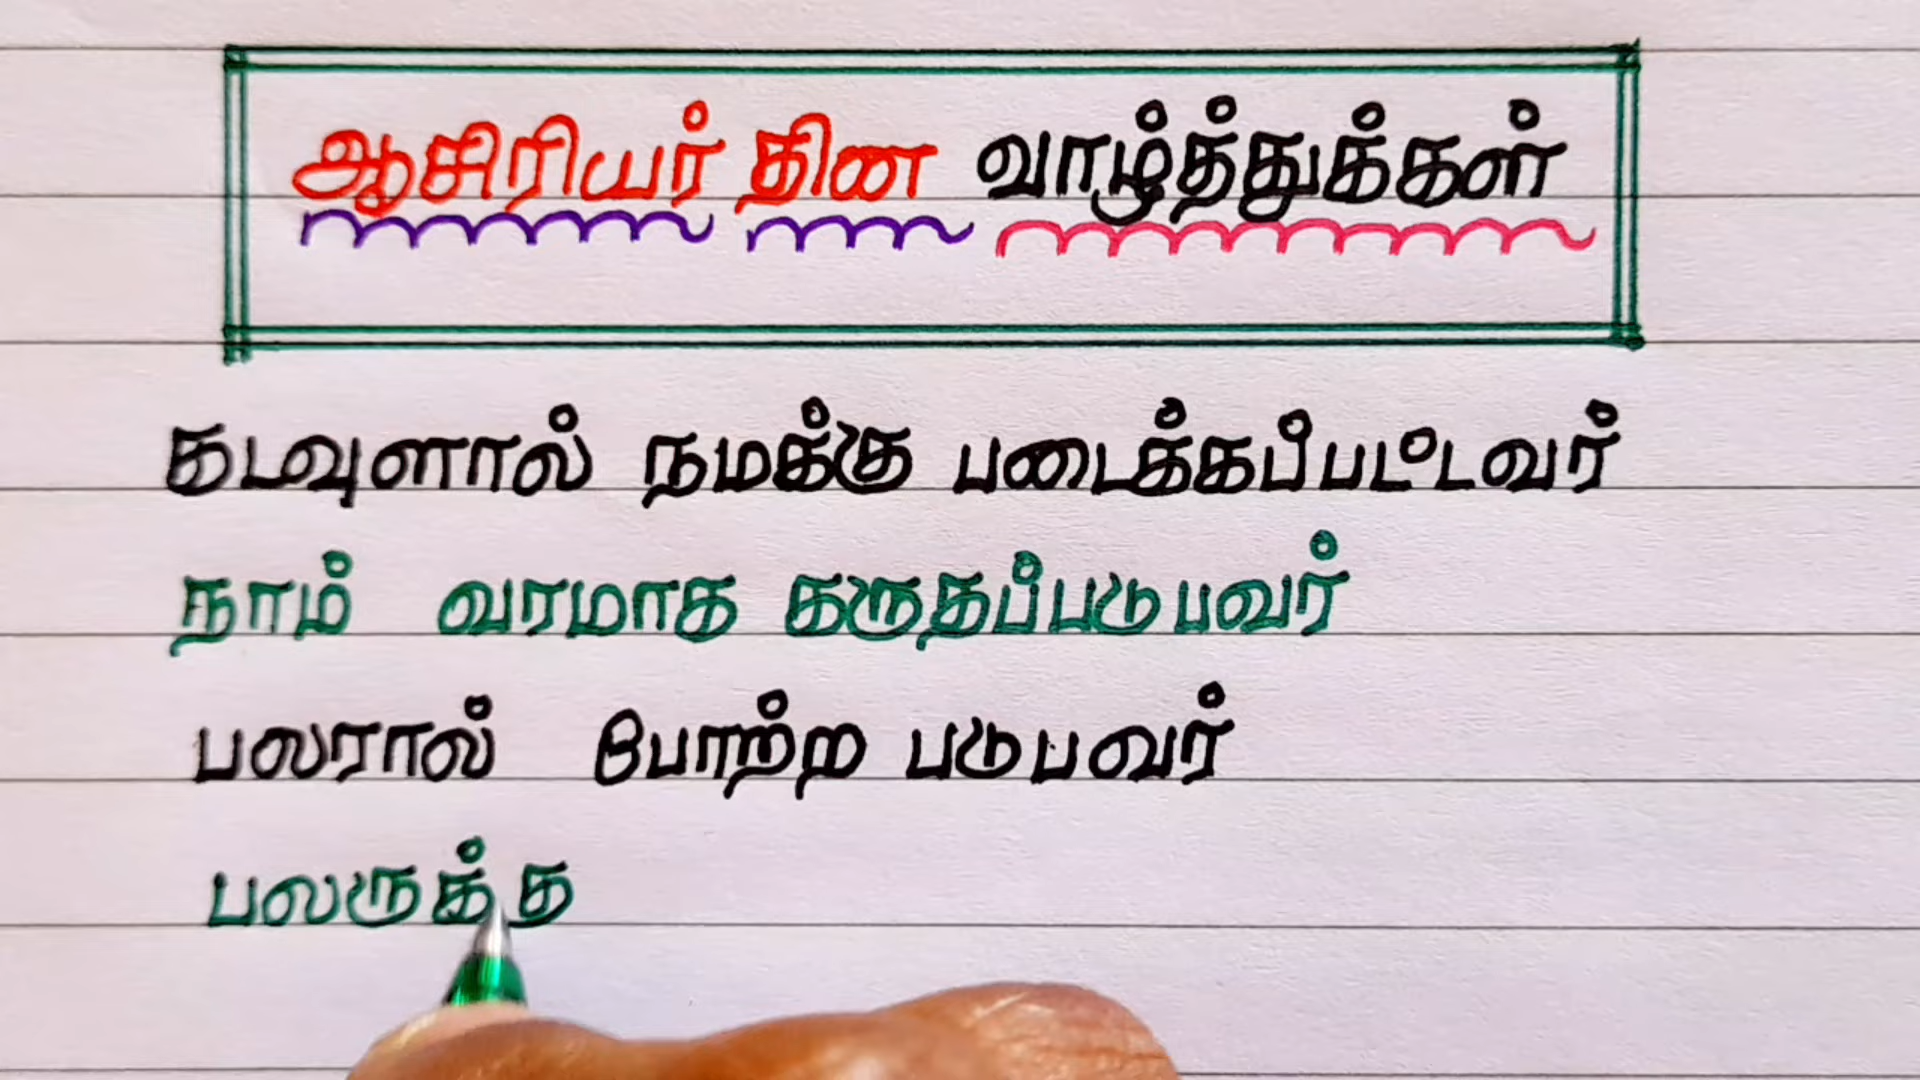 ஆசிரியர் தின வாழ்த்துக்கள்
கடவுளால் நமக்கு படைக்கப்பட்டவர்
நாம் வரமாக கருதப்படுபவர்
பலரால் போற்ற படுபவர்
பலருக்க